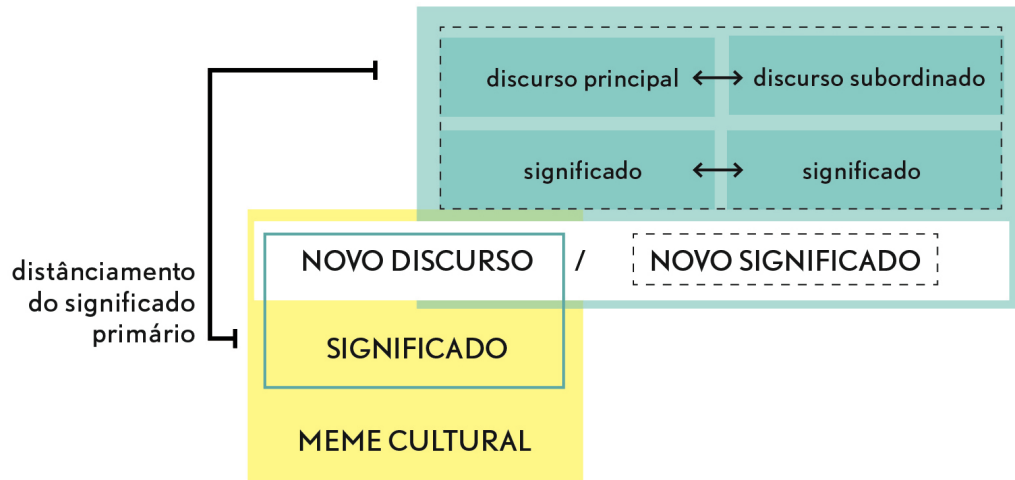 discurso principal ↔ discurso subordinado
significado ↔ significado
NOVO DISCURSO / NOVO SIGNIFICADO
distânciamento
do significado
primário
SIGNIFICADO
MEME CULTURAL